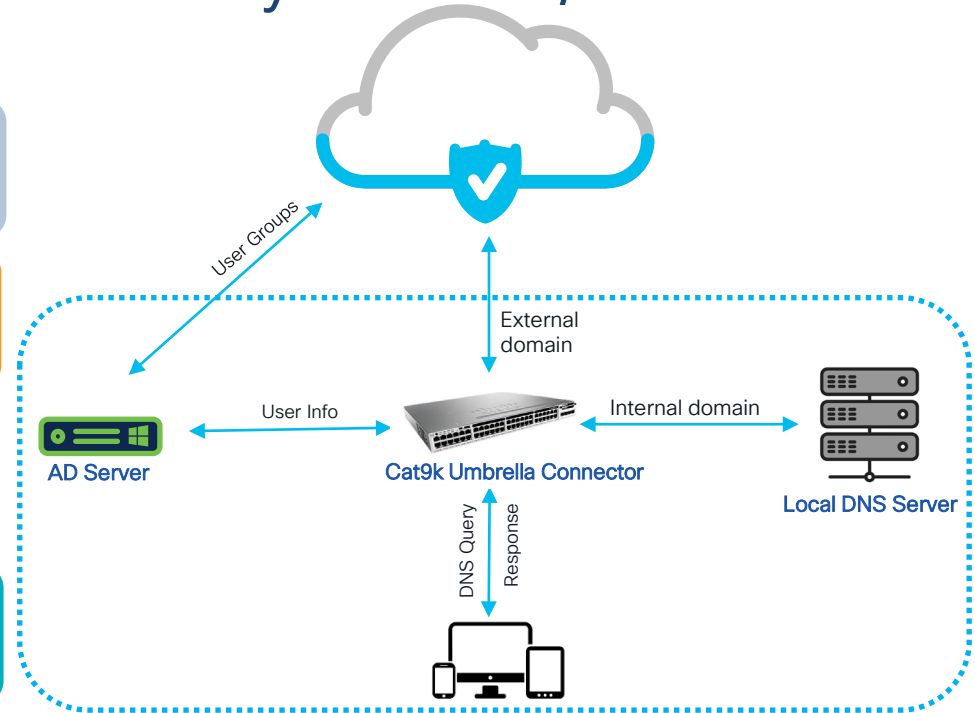 User Groups
External
domain
User Info
Internal domain
AD Server
Cat9k Umbrella Connector
Local DNS Server
DNS Query
Response